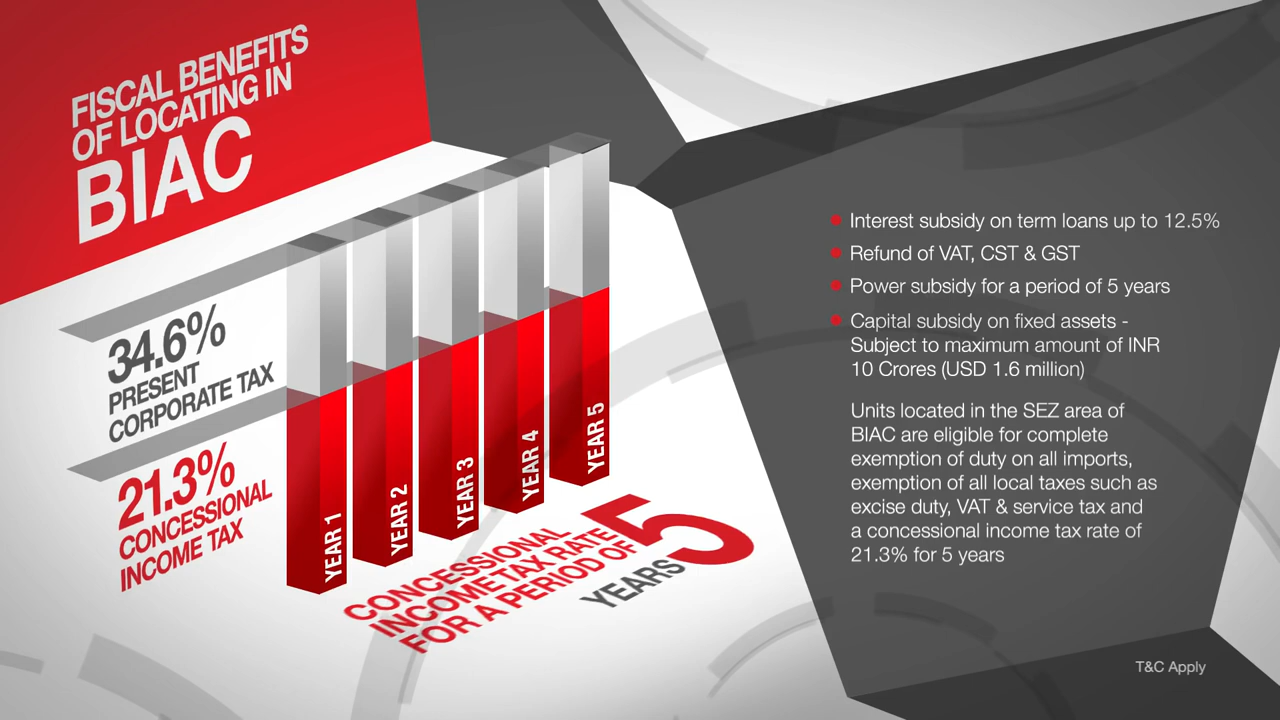 FISCAL BENEFITS
OF LOCATING IN
BIAC
34.6%
PRESENT
CORPORATE TAX
21.3%
CONCESSIONAL
INCOME TAX
YEAR 1
YEAR 2
YEAR 3
YEAR 4
YEAR 5
CONCESSIONAL
INCOME TAX RATE
FOR A PERIOD OF
5
YEARS
Interest subsidy on term loans up to 12.5%
Refund of VAT, CST & GST
Power subsidy for a period of 5 years
Capital subsidy on fixed assets -
Subject to maximum amount of INR
10 Crores (USD 1.6 million)
Units located in the SEZ area of
BIAC are eligible for complete
exemption of duty on all imports,
exemption of all local taxes such as
excise duty, VAT & service tax and
a concessional income tax rate of
21.3% for 5 years
T&C Apply